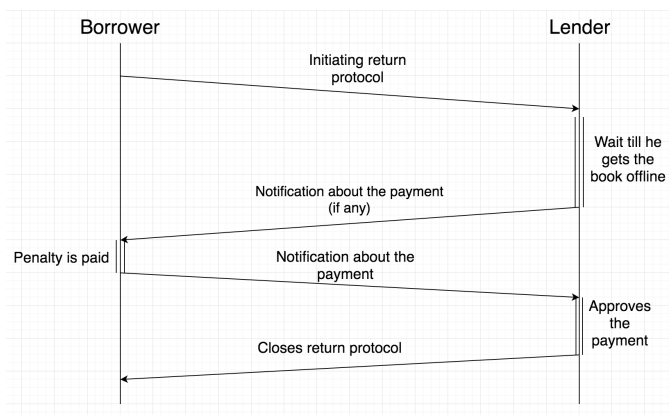 Borrower
Lender
Initiating return
protocol
Wait till he
gets the
book offline
Notification about the payment
(if any)
Penalty is paid
Notification about the
payment
Approves
the
payment
Closes return protocol